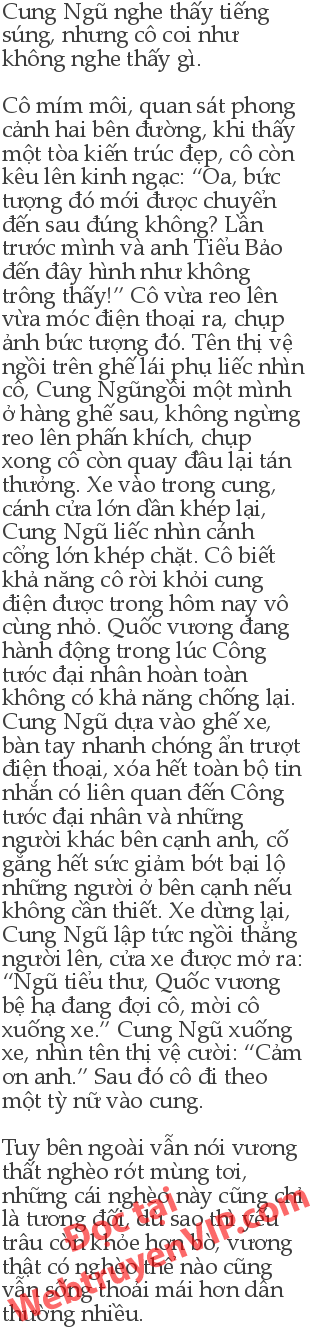 Cung Ngũ nghe thấy tiếng
súng, nhưng cô coi như
không nghe thấy gì.

Cô mím môi, quan sát phong
cảnh hai bên đường, khi thấy
một tòa kiến trúc đẹp, cô còn
kêu lên kinh ngạc: “Oa, bức
tượng đó mới được chuyển
đến sau đúng không? Lần
trước mình và anh Tiểu Bảo
đến đây hình như không
trông thấy!” Cô vừa reo lên
vừa móc điện thoại ra, chụp
ảnh bức tượng đó. Tên thị vệ
ngồi trên ghế lái phụ liếc nhìn
cô, Cung Ngũngồi một mình
ở hàng ghế sau, không ngừng
reo lên phấn khích, chụp
xong cô còn quay đầu lại tán
thưởng. Xe vào trong cung,
cánh cửa lớn dần khép lại,
Cung Ngũ liếc nhìn cánh
cổng lớn khép chặt. Cô biết
khả năng cô rời khỏi cung
điện được trong hôm nay vô
cùng nhỏ. Quốc vương đang
hành động trong lúc Công
tước đại nhân hoàn toàn
không có khả năng chống lại.
Cung Ngũ dựa vào ghế xe,
bàn tay nhanh chóng ấn trượt
điện thoại, xóa hết toàn bộ tin
nhắn có liên quan đến Công
tước đại nhân và những
người khác bên cạnh anh, cố
gắng hết sức giảm bớt bại lộ
những người ở bên cạnh nếu
không cần thiết. Xe dừng lại,
Cung Ngũ lập tức ngồi thẳng
người lên, cửa xe được mở ra:
“Ngũ tiểu thư, Quốc vương
bệ hạ đang đợi cô, mời cô
xuống xe.” Cung Ngũ xuống
xe, nhìn tên thị vệ cười: “Cảm
ơn anh.” Sau đó cô đi theo
một tỳ nữ vào cung.

Tuy bên ngoài vẫn nói vương
thất nghèo rớt mùng tơi,
những cái nghèo này cũng chỉ
là tương đối, dù sao thì yếu
trâu còn khỏe hơn bò, vương
thật có nghèo thế nào cũng
vẫn sống thoải mái hơn dân
thường nhiều.
Đọc tại
WebtruyenVIP.com